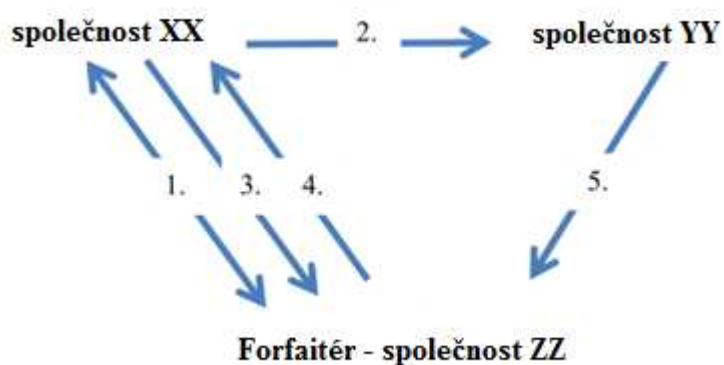 společnost XX
2.
společnost YY
1.
3.
4.
5.
Forfaitér - společnost ZZ